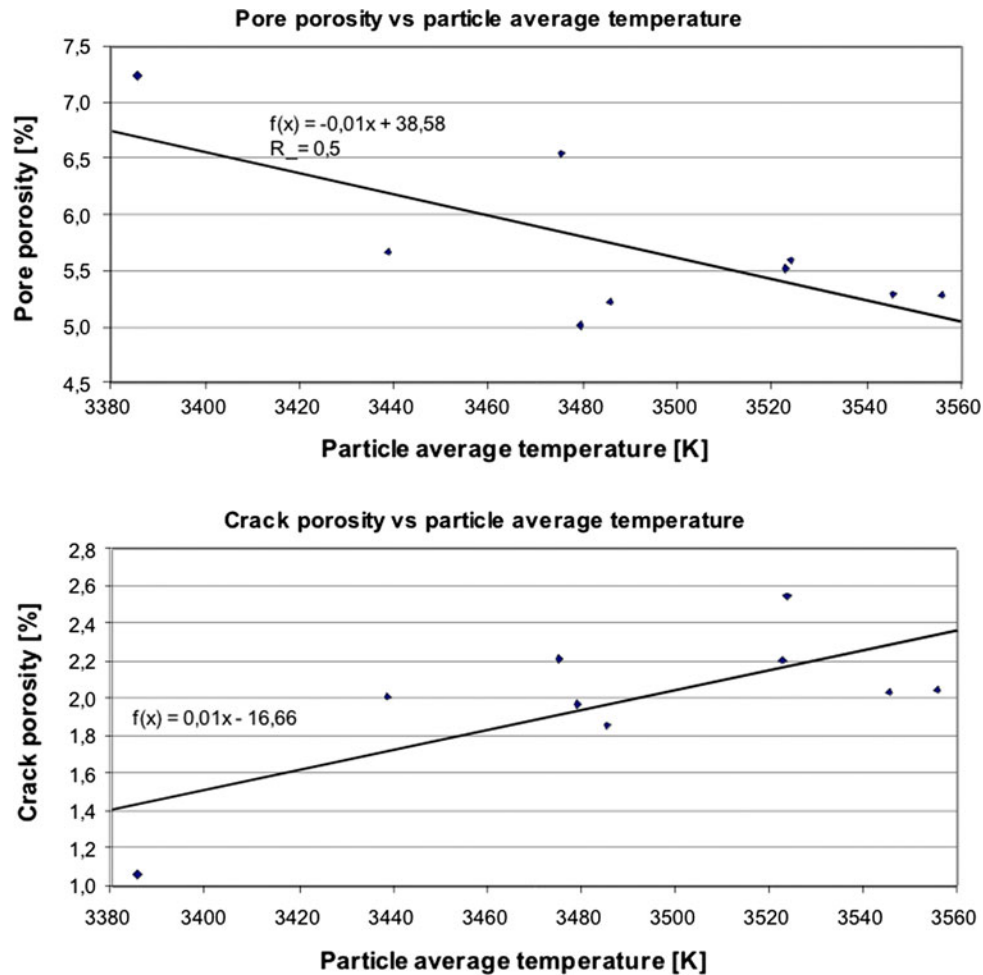 Pore porosity vs particle average temperature
7,5
7,0
6,5
6,0
5,5
5,0
4,5
Pore porosity [%]
f(x) = -0,01x + 38,58
R_= 0,5
3380 3400 3420 3440 3460 3480 3500 3520 3540 3560
Particle average temperature [K]
Crack porosity vs particle average temperature
2,8
2,6
2,4
2,2
2,0
1,8
1,6
1,4
1,2
1,0
Crack porosity [%]
f(x) = 0,01x - 16,66
3380 3400 3420 3440 3460 3480 3500 3520 3540 3560
Particle average temperature [K]